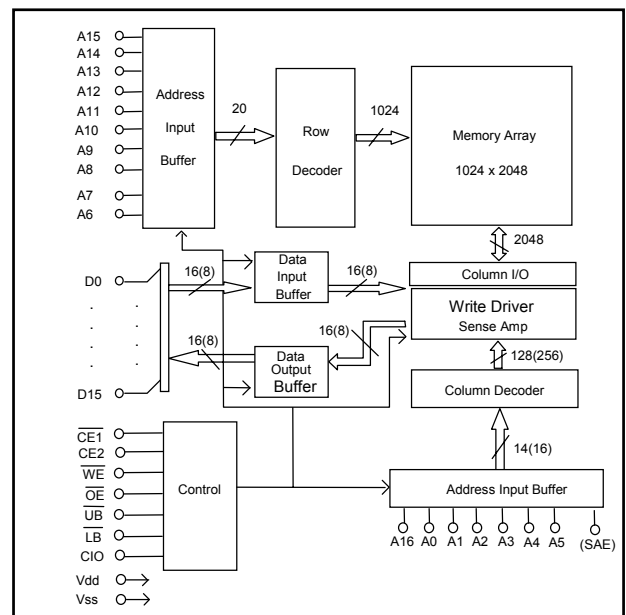 A15
A14
A13
A12
A11
A10
A9
A8
A7
A6
Address
Input
Buffer
20
Row
Decoder
1024
Memory Array
1024 x 2048
2048
Column I/O
Write Driver
Sense Amp
128(256)
Column Decoder
14(16)
Address Input Buffer
A16 A0 A1 A2 A3 A4 A5 (SAE)
D0
.
.
.
.
D15
.
.
.
.
16(8)
Data
Input
Buffer
16(8)
16(8)
Data
Output
Buffer
16(8)
CE1
CE2
WE
OE
UB
LB
CIO
Vdd
Vss
Control